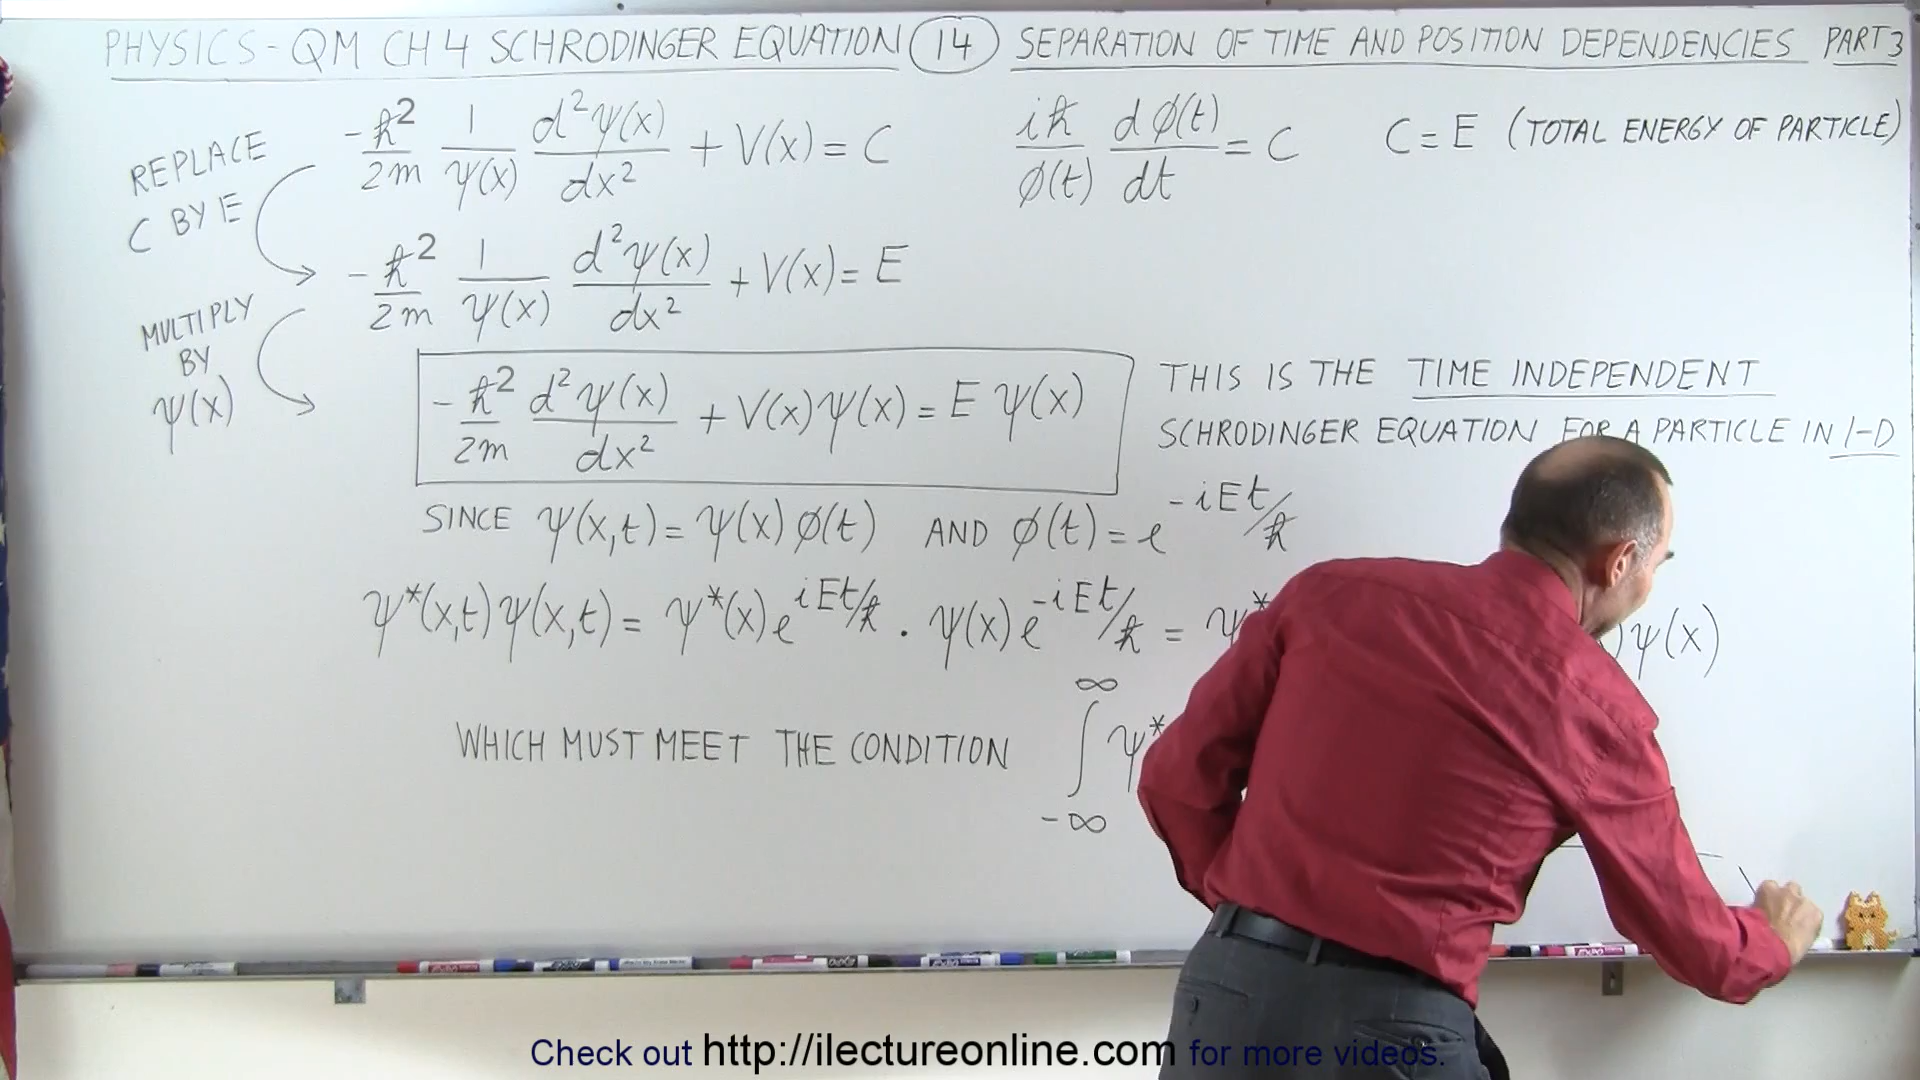 PHYSICS - QM CH 4 SCHRODINGER EQUATION 14 SEPARATION OF TIME AND POSITION DEPENDENCIES PART 3
REPLACE C BY E
-ħ²/2m 1/ψ(x) d²ψ(x)/dx² + V(x) = C
iħ/φ(t) dφ(t)/dt = C
C = E (TOTAL ENERGY OF PARTICLE)
-ħ²/2m 1/ψ(x) d²ψ(x)/dx² + V(x) = E
MULTIPLY BY ψ(x)
-ħ²/2m d²ψ(x)/dx² + V(x)ψ(x) = E ψ(x)
THIS IS THE TIME INDEPENDENT
SCHRODINGER EQUATION FOR A PARTICLE IN 1-D
SINCE ψ(x,t) = ψ(x) φ(t) AND φ(t) = e^-iEt/ħ
ψ*(x,t) ψ(x,t) = ψ*(x) e^iEt/ħ · ψ(x) e^-iEt/ħ = ψ* )ψ(x)
WHICH MUST MEET THE CONDITION ∫ -∞ ∞ ψ*
Check out http://ilectureonline.com for more videos.